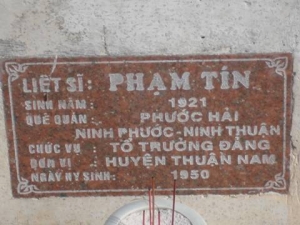 LIỆT SĨ: PHẠM TÍN
SINH NĂM: 1921
QUÊ QUÁN: PHƯỚC HẢI
NINH PHƯỚC-NINH THUẬN
CHỨC VỤ: TỔ TRƯỞNG ĐẢNG
ĐƠN VỊ: HUYỆN THUẬN NAM
NGÀY HY SINH: 1950